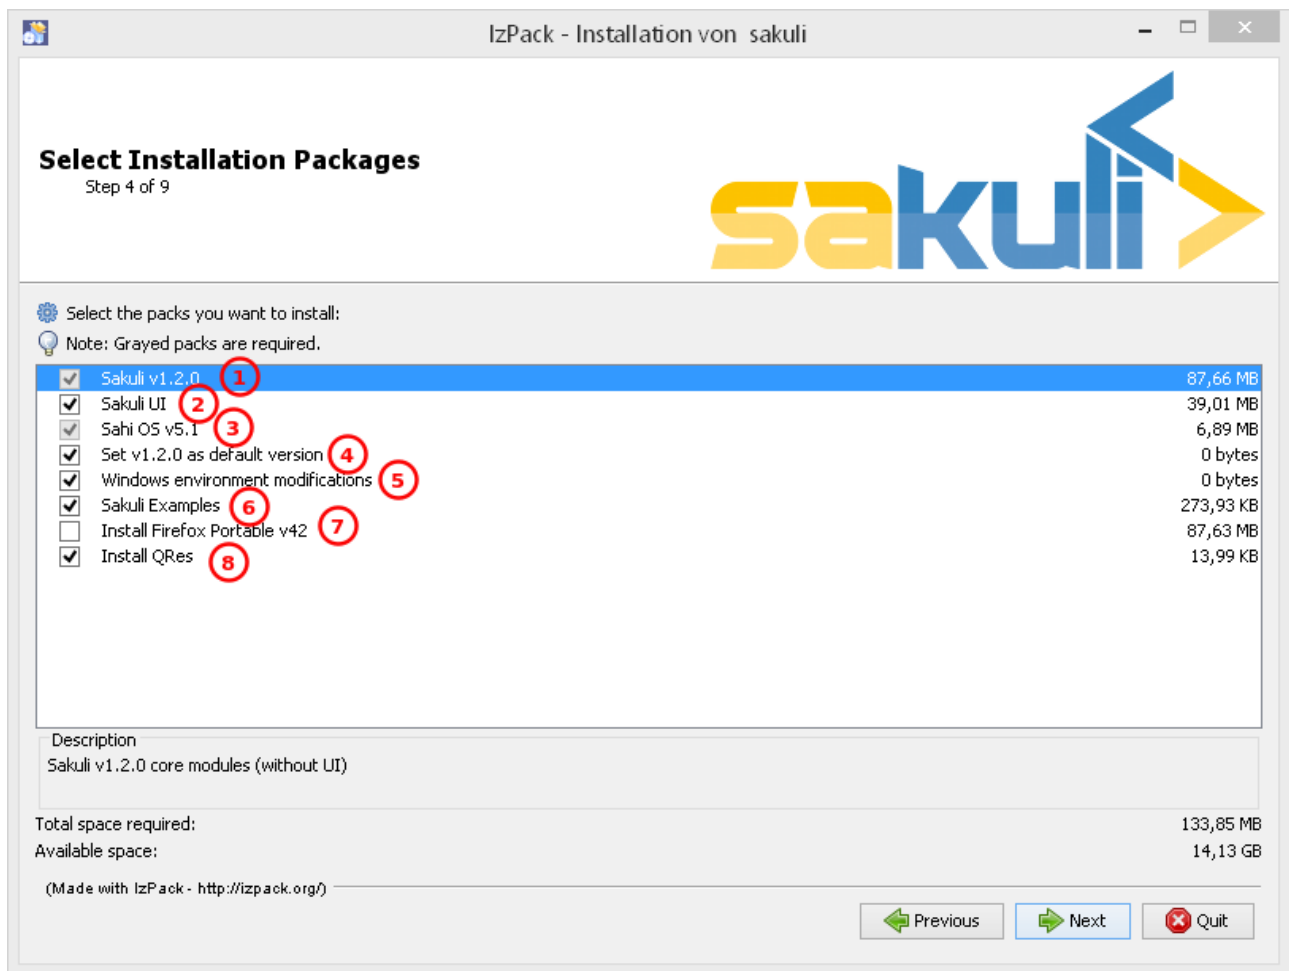 IzPack - Installation von  sakuli
Select Installation Packages
Step 4 of 9
sakuli
Select the packs you want to install:
Note: Grayed packs are required.
Sakuli v1.2.0 1 87,66 MB
Sakuli UI 2 39,01 MB
Sahi OS v5.1 3 6,89 MB
Set v1.2.0 as default version 4 0 bytes
Windows environment modifications 5 0 bytes
Sakuli Examples 6 273,93 KB
Install Firefox Portable v42 7 87,63 MB
Install QRes 8 13,99 KB
Description
Sakuli v1.2.0 core modules (without UI)
Total space required: 133,85 MB
Available space: 14,13 GB
(Made with IzPack - http://izpack.org/)
Previous Next Quit